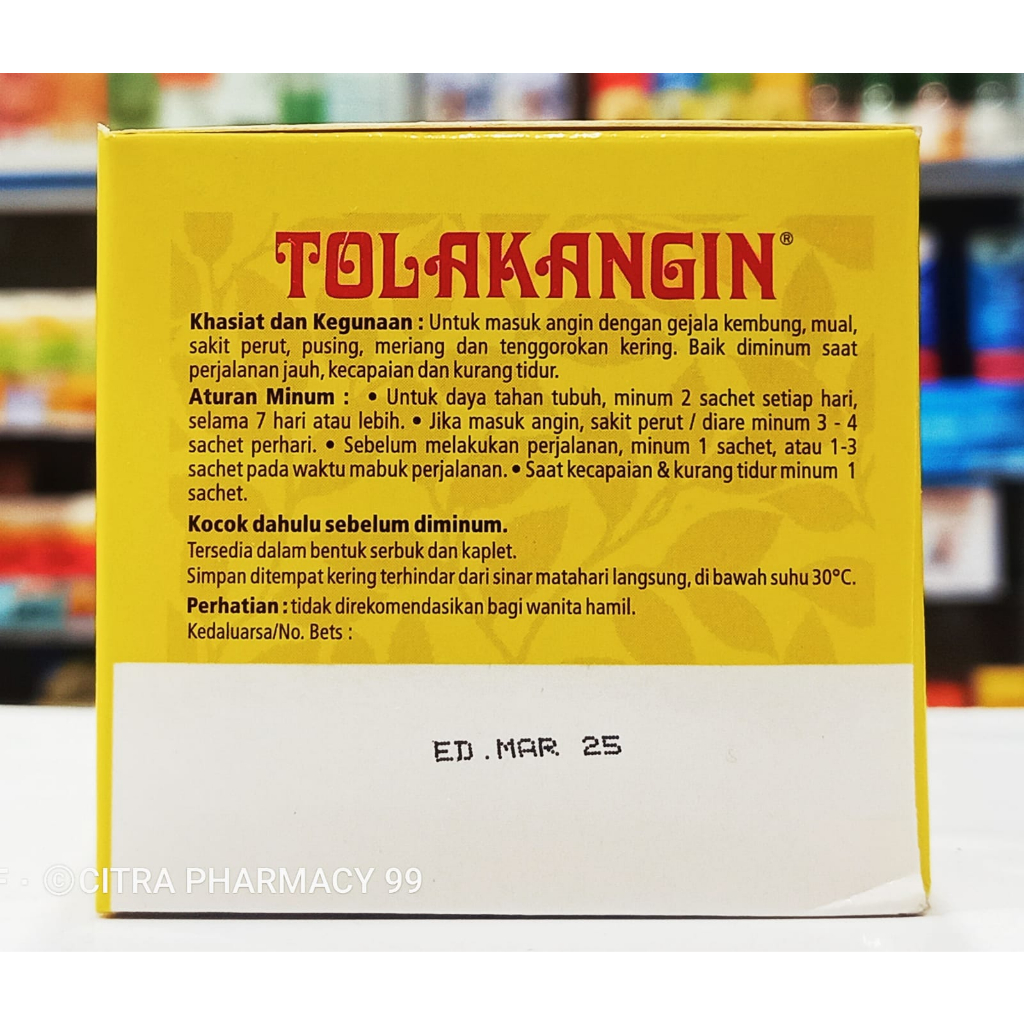 TOLAKANGIN®
Khasiat dan Kegunaan : Untuk masuk angin dengan gejala kembung, mual,
sakit perut, pusing, meriang dan tenggorokan kering. Baik diminum saat
perjalanan jauh, kecapaian dan kurang tidur.
Aturan Minum : • Untuk daya tahan tubuh, minum 2 sachet setiap hari,
selama 7 hari atau lebih. • Jika masuk angin, sakit perut / diare minum 3 - 4
sachet perhari. • Sebelum melakukan perjalanan, minum 1 sachet, atau 1-3
sachet pada waktu mabuk perjalanan. • Saat kecapaian & kurang tidur minum 1
sachet.
Kocok dahulu sebelum diminum.
Tersedia dalam bentuk serbuk dan kaplet.
Simpan ditempat kering terhindar dari sinar matahari langsung, di bawah suhu 30°C.
Perhatian : tidak direkomendasikan bagi wanita hamil.
Kedaluarsa/No. Bets :
ED.MAR 25
F · ©CITRA PHARMACY 99